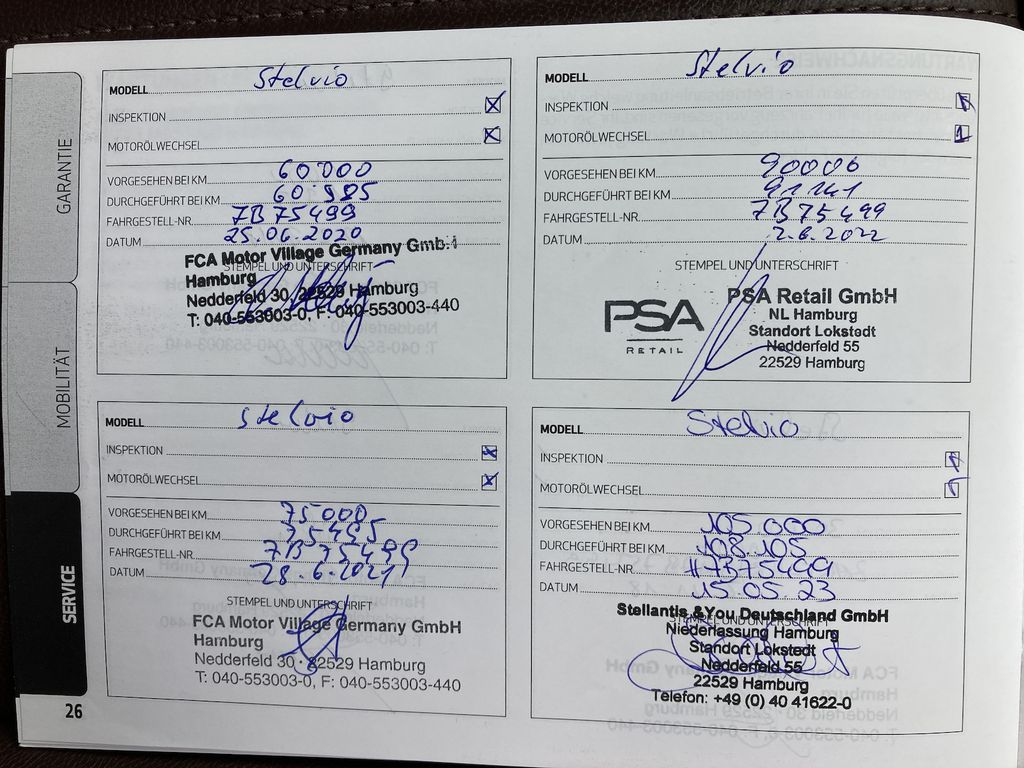 GARANTIE
MOBILITÄT
SERVICE
26
MODELL Stelvio
INSPEKTION
MOTORÖLWECHSEL
VORGESEHEN BEI KM 60000
DURCHGEFÜHRT BEI KM 60.995
FAHRGESTELL-NR. 7B75499
DATUM 25.06.2020
STEMPEL UND UNTERSCHRIFT
FCA Motor Village Germany GmbH
Hamburg
Nedderfeld 30, 22529 Hamburg
T: 040-553003-0, F: 040-553003-440
MODELL Stelvio
INSPEKTION
MOTORÖLWECHSEL
VORGESEHEN BEI KM 75000
DURCHGEFÜHRT BEI KM 75495
FAHRGESTELL-NR. 7B75499
DATUM 28.6.2021
STEMPEL UND UNTERSCHRIFT
FCA Motor Village Germany GmbH
Hamburg
Nedderfeld 30 · 22529 Hamburg
T: 040-553003-0, F: 040-553003-440
MODELL Stelvio
INSPEKTION
MOTORÖLWECHSEL
VORGESEHEN BEI KM 90000
DURCHGEFÜHRT BEI KM 91141
FAHRGESTELL-NR. 7B75499
DATUM 2.6.2022
STEMPEL UND UNTERSCHRIFT
PSA
RETAIL
PSA Retail GmbH
NL Hamburg
Standort Lokstedt
Nedderfeld 55
22529 Hamburg
MODELL Stelvio
INSPEKTION
MOTORÖLWECHSEL
VORGESEHEN BEI KM 105.000
DURCHGEFÜHRT BEI KM 108.105
FAHRGESTELL-NR. #7B75499
DATUM 15.05.23
STEMPEL UND UNTERSCHRIFT
Stellantis &You Deutschland GmbH
Niederlassung Hamburg
Standort Lokstedt
Nedderfeld 55
22529 Hamburg
Telefon: +49 (0) 40 41622-0